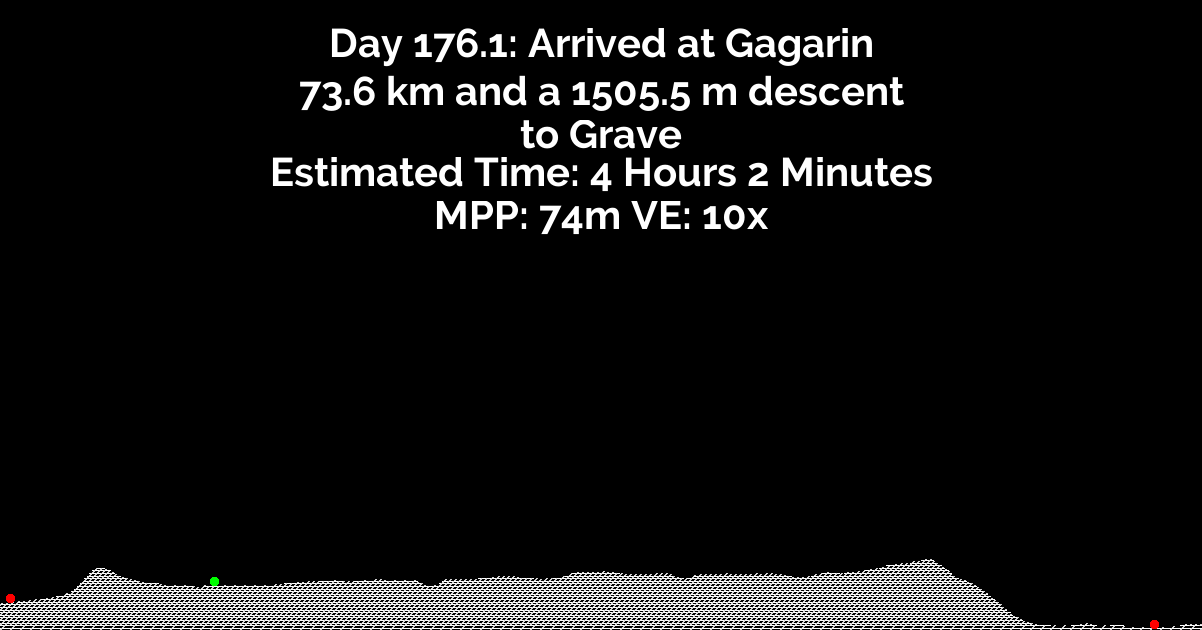 Day 176.1: Arrived at Gagarin
73.6 km and a 1505.5 m descent
to Grave
Estimated Time: 4 Hours 2 Minutes
MPP: 74m VE: 10x